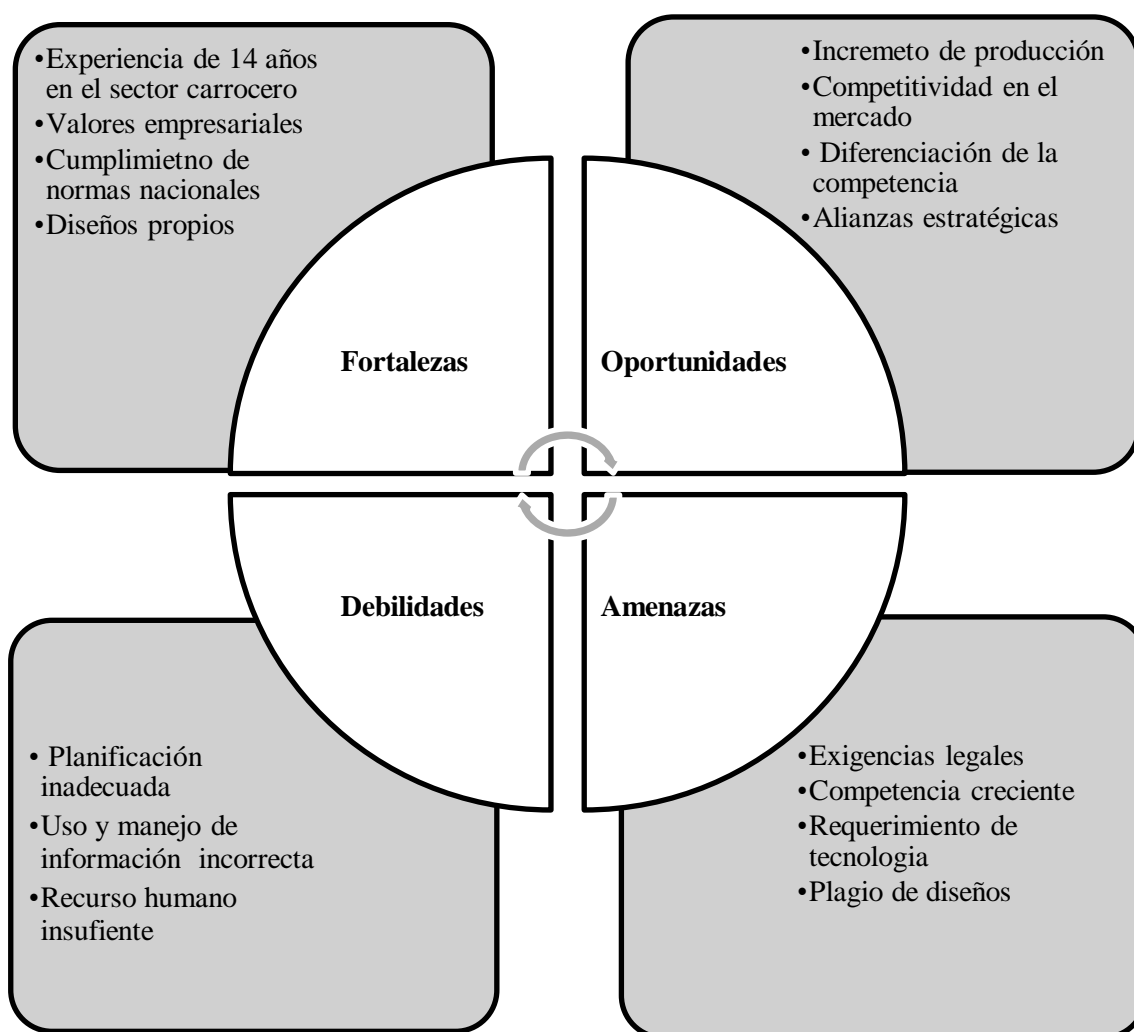 •Experiencia de 14 años
en el sector carrocero
•Valores empresariales
•Cumplimietno de
normas nacionales
•Diseños propios
•Incremeto de producción
•Competitividad en el
mercado
• Diferenciación de la
competencia
•Alianzas estratégicas
Fortalezas
Oportunidades
Debilidades
Amenazas
• Planificación
inadecuada
•Uso y manejo de
información incorrecta
•Recurso humano
insufiente
•Exigencias legales
•Competencia creciente
•Requerimiento de
tecnologia
•Plagio de diseños